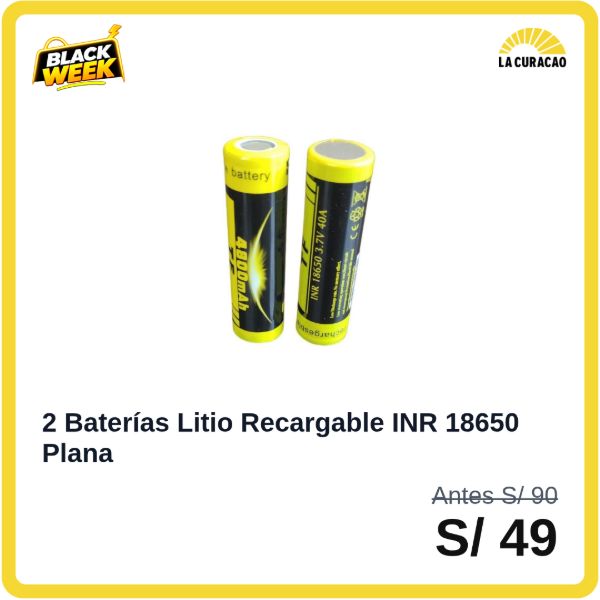 BLACK
WEEK
LA CURACAO
battery
4800mAh
INR 18650 3.7V 40A
2 Baterías Litio Recargable INR 18650
Plana
Antes S/ 90
S/ 49